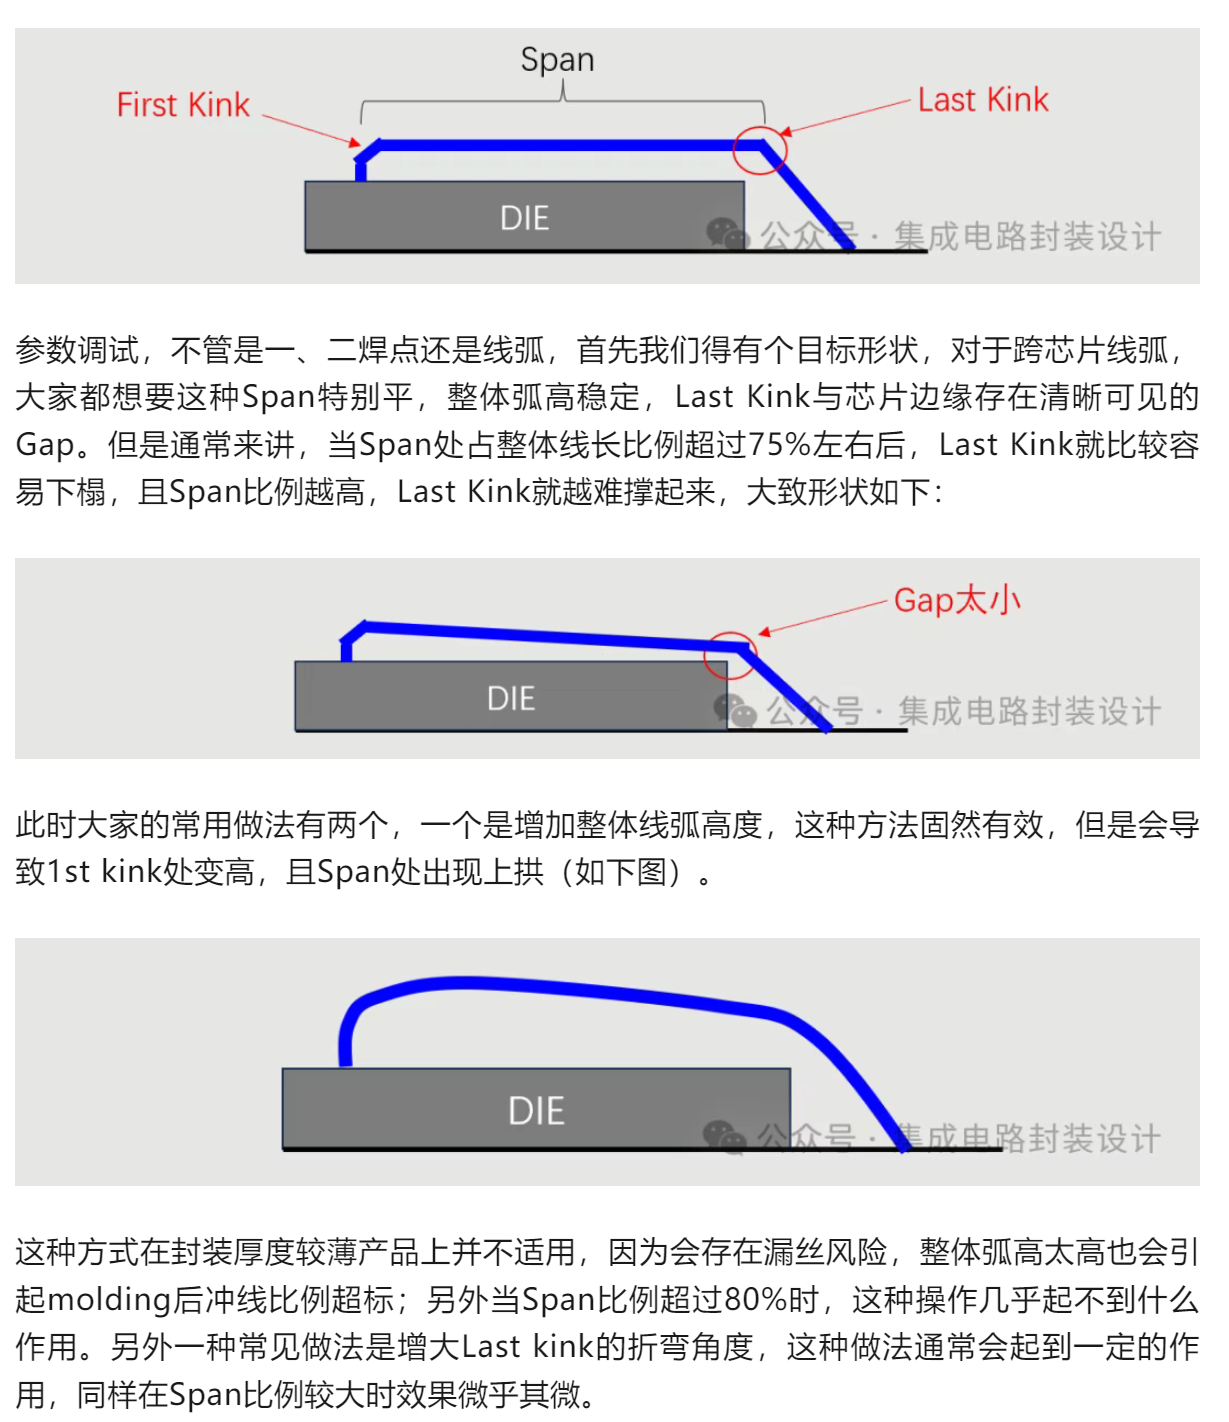 Span
First Kink
Last Kink
DIE
公众号 · 集成电路封装设计
参数调试，不管是一、二焊点还是线弧，首先我们得有个目标形状，对于跨芯片线弧，
大家都想要这种Span特别平，整体弧高稳定，Last Kink与芯片边缘存在清晰可见的
Gap。但是通常来讲，当Span处占整体线长比例超过75%左右后，Last Kink就比较容
易下榻，且Span比例越高，Last Kink就越难撑起来，大致形状如下：
Gap太小
DIE
公众号 · 集成电路封装设计
此时大家的常用做法有两个，一个是增加整体线弧高度，这种方法固然有效，但是会导
致1st kink处变高，且Span处出现上拱（如下图）。
DIE
公众号 · 集成电路封装设计
这种方式在封装厚度较薄产品上并不适用，因为会存在漏丝风险，整体弧高太高也会引
起molding后冲线比例超标；另外当Span比例超过80%时，这种操作几乎起不到什么
作用。另外一种常见做法是增大Last kink的折弯角度，这种做法通常会起到一定的作
用，同样在Span比例较大时效果微乎其微。